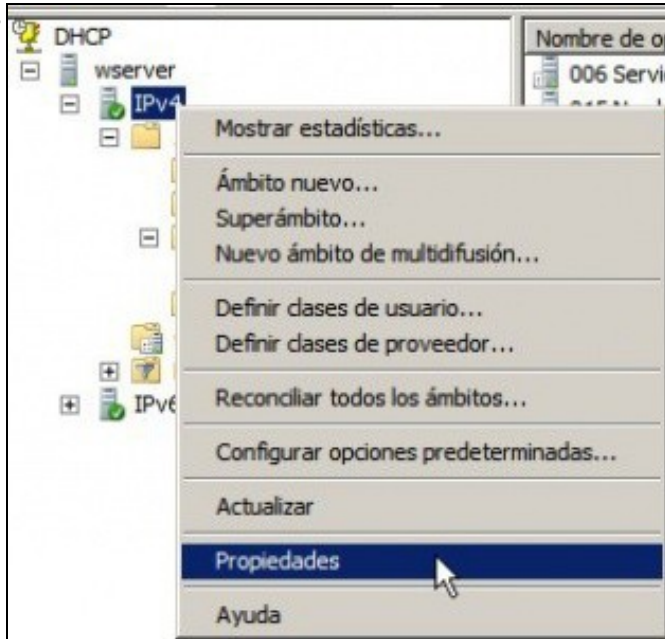 DHCP
wserver
IPv4
Nombre de o
006 Servi
Mostrar estadísticas...
Ámbito nuevo...
Superámbito...
Nuevo ámbito de multidifusión...
Definir clases de usuario...
Definir clases de proveedor...
Reconciliar todos los ámbitos...
IPv6
Configurar opciones predeterminadas...
Actualizar
Propiedades
Ayuda